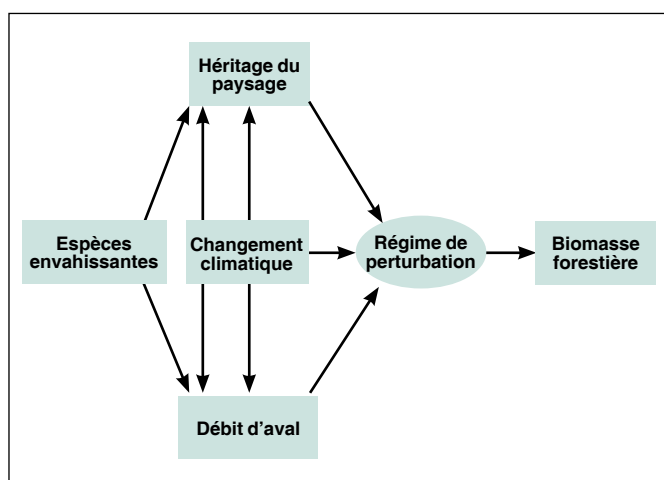 Héritage du
paysage
Espèces
envahissantes
Changement
climatique
Régime de
perturbation
Biomasse
forestière
Débit d'aval